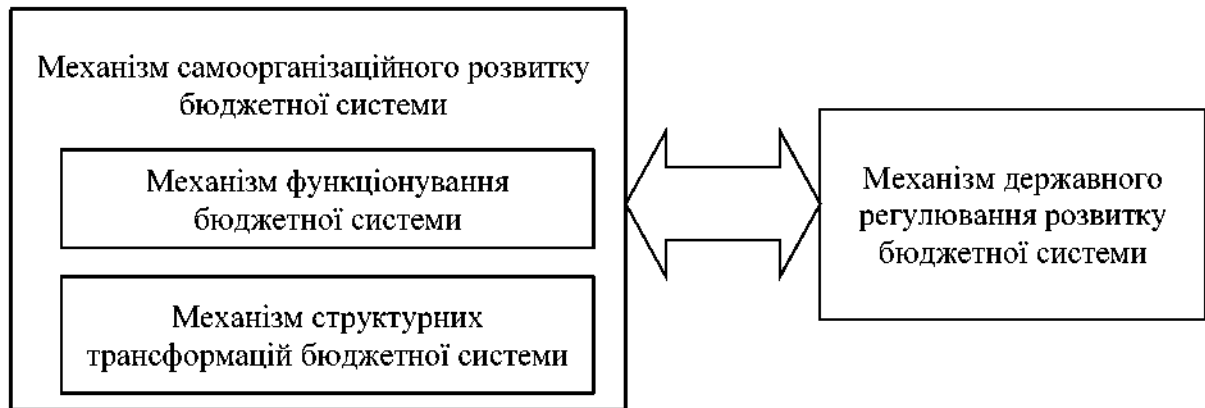 Механізм самоорганізаційного розвитку
бюджетної системи
Механізм функціонування
бюджетної системи
Механізм структурних
трансформацій бюджетної системи
Механізм державного
регулювання розвитку
бюджетної системи